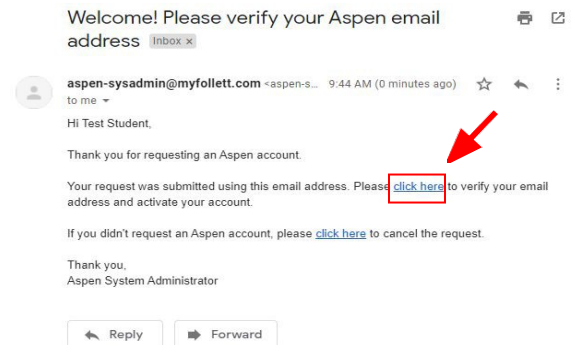 Welcome! Please verify your Aspen email
address Inbox x
aspen-sysadmin@myfollett.com <aspen-s... 9:44 AM (0 minutes ago)
to me
Hi Test Student,
Thank you for requesting an Aspen account.
Your request was submitted using this email address. Please click here to verify your email
address and activate your account.
If you didn't request an Aspen account, please click here to cancel the request.
Thank you,
Aspen System Administrator
Reply Forward